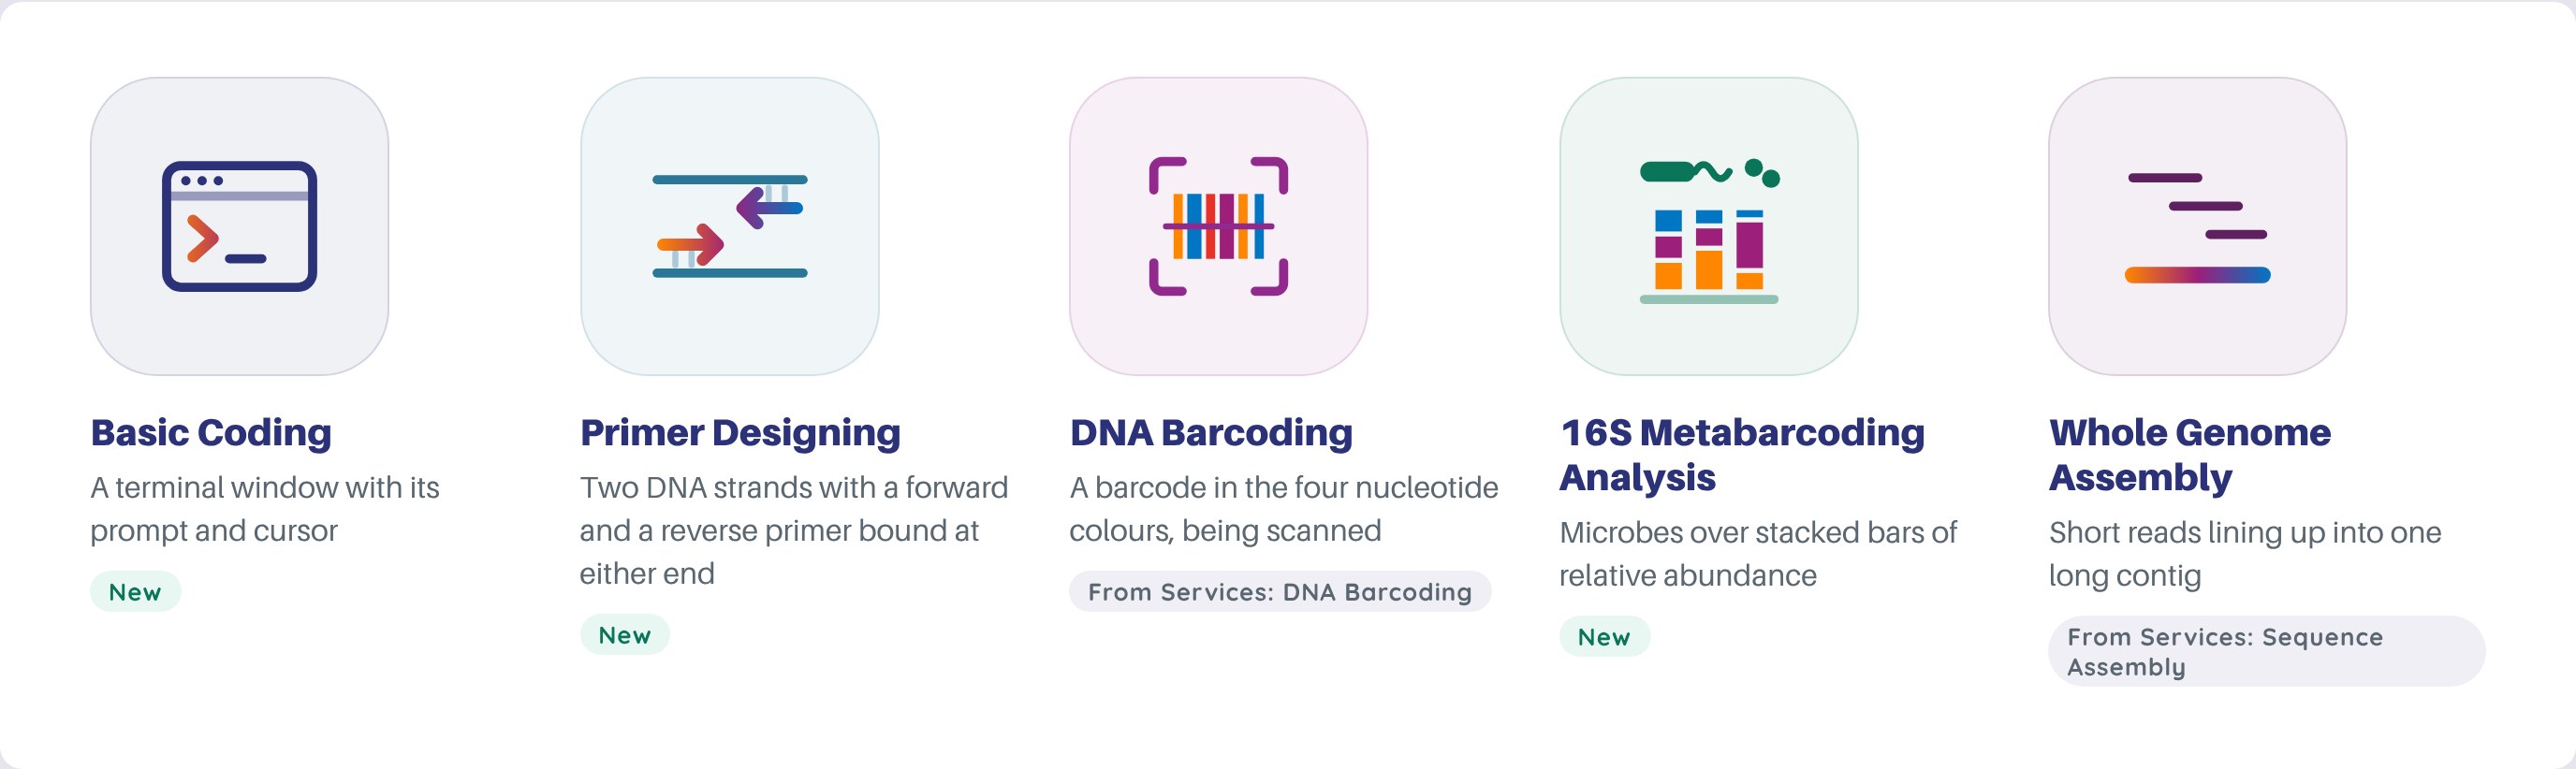 Basic Coding
A terminal window with its
prompt and cursor
New
Primer Designing
Two DNA strands with a forward
and a reverse primer bound at
either end
New
DNA Barcoding
A barcode in the four nucleotide
colours, being scanned
From Services: DNA Barcoding
16S Metabarcoding
Analysis
Microbes over stacked bars of
relative abundance
New
Whole Genome
Assembly
Short reads lining up into one
long contig
From Services: Sequence
Assembly